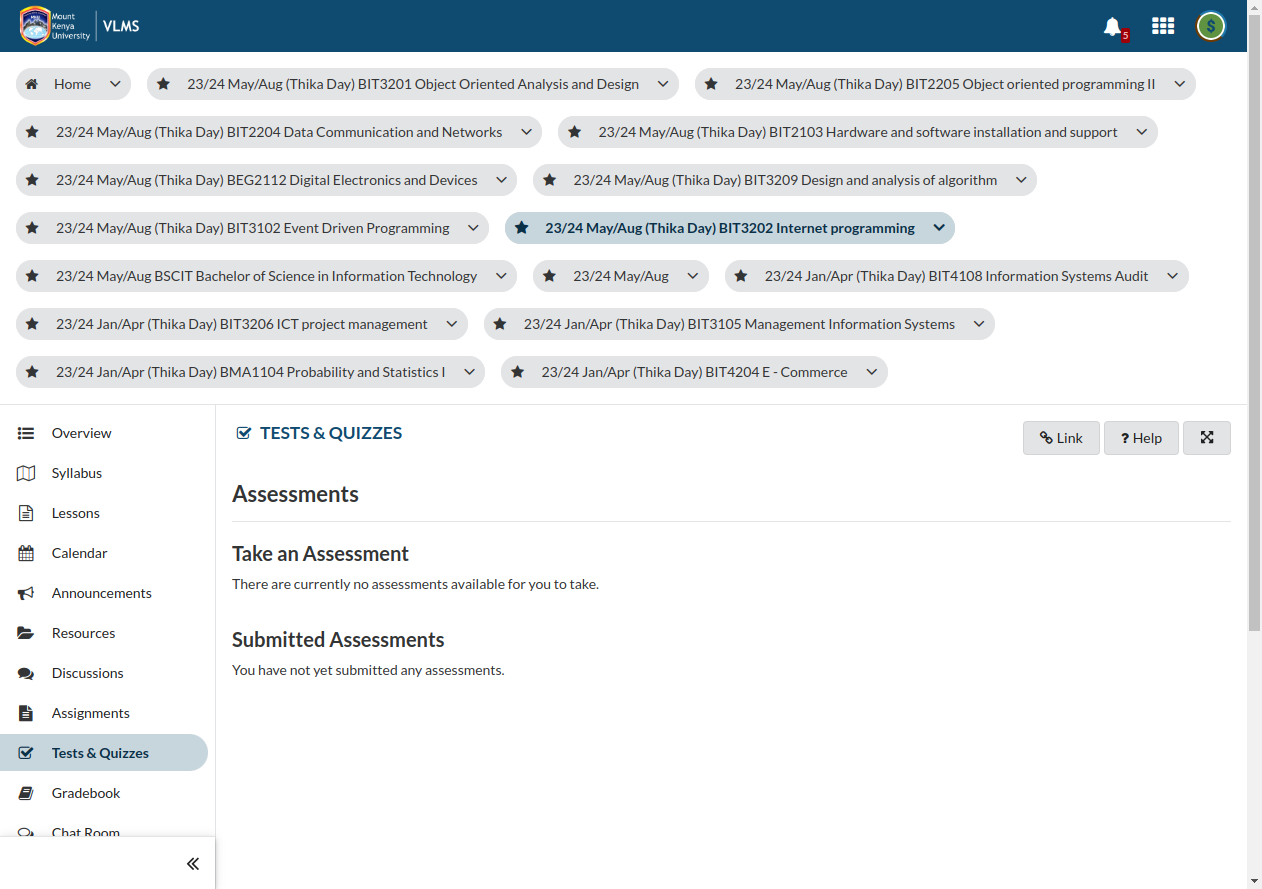 Mount
Kenya
University
VLMS
5
Home
23/24 May/Aug (Thika Day) BIT3201 Object Oriented Analysis and Design
23/24 May/Aug (Thika Day) BIT2205 Object oriented programming II
23/24 May/Aug (Thika Day) BIT2204 Data Communication and Networks
23/24 May/Aug (Thika Day) BIT2103 Hardware and software installation and support
23/24 May/Aug (Thika Day) BEG2112 Digital Electronics and Devices
23/24 May/Aug (Thika Day) BIT3209 Design and analysis of algorithm
23/24 May/Aug (Thika Day) BIT3102 Event Driven Programming
23/24 May/Aug (Thika Day) BIT3202 Internet programming
23/24 May/Aug BSCIT Bachelor of Science in Information Technology
23/24 May/Aug
23/24 Jan/Apr (Thika Day) BIT4108 Information Systems Audit
23/24 Jan/Apr (Thika Day) BIT3206 ICT project management
23/24 Jan/Apr (Thika Day) BIT3105 Management Information Systems
23/24 Jan/Apr (Thika Day) BMA1104 Probability and Statistics I
23/24 Jan/Apr (Thika Day) BIT4204 E - Commerce
Overview
Syllabus
Lessons
Calendar
Announcements
Resources
Discussions
Assignments
Tests & Quizzes
Gradebook
Chat Room
TESTS & QUIZZES
Link
? Help
Assessments
Take an Assessment
There are currently no assessments available for you to take.
Submitted Assessments
You have not yet submitted any assessments.